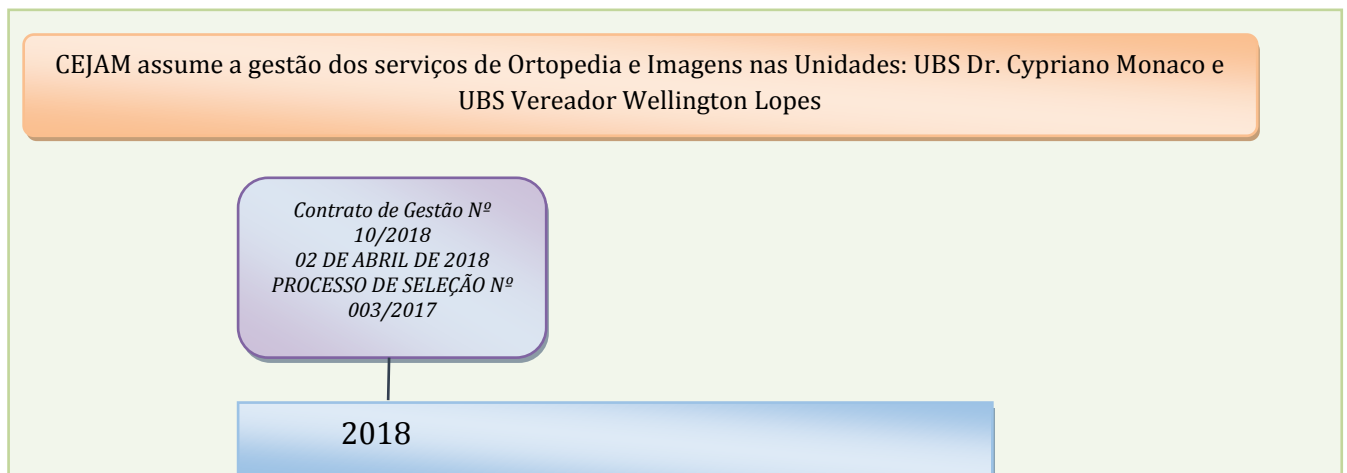 CEJAM assume a gestão dos serviços de Ortopedia e Imagens nas Unidades: UBS Dr. Cypriano Monaco e
UBS Vereador Wellington Lopes
Contrato de Gestão Nº
10/2018
02 DE ABRIL DE 2018
PROCESSO DE SELEÇÃO Nº
003/2017
2018